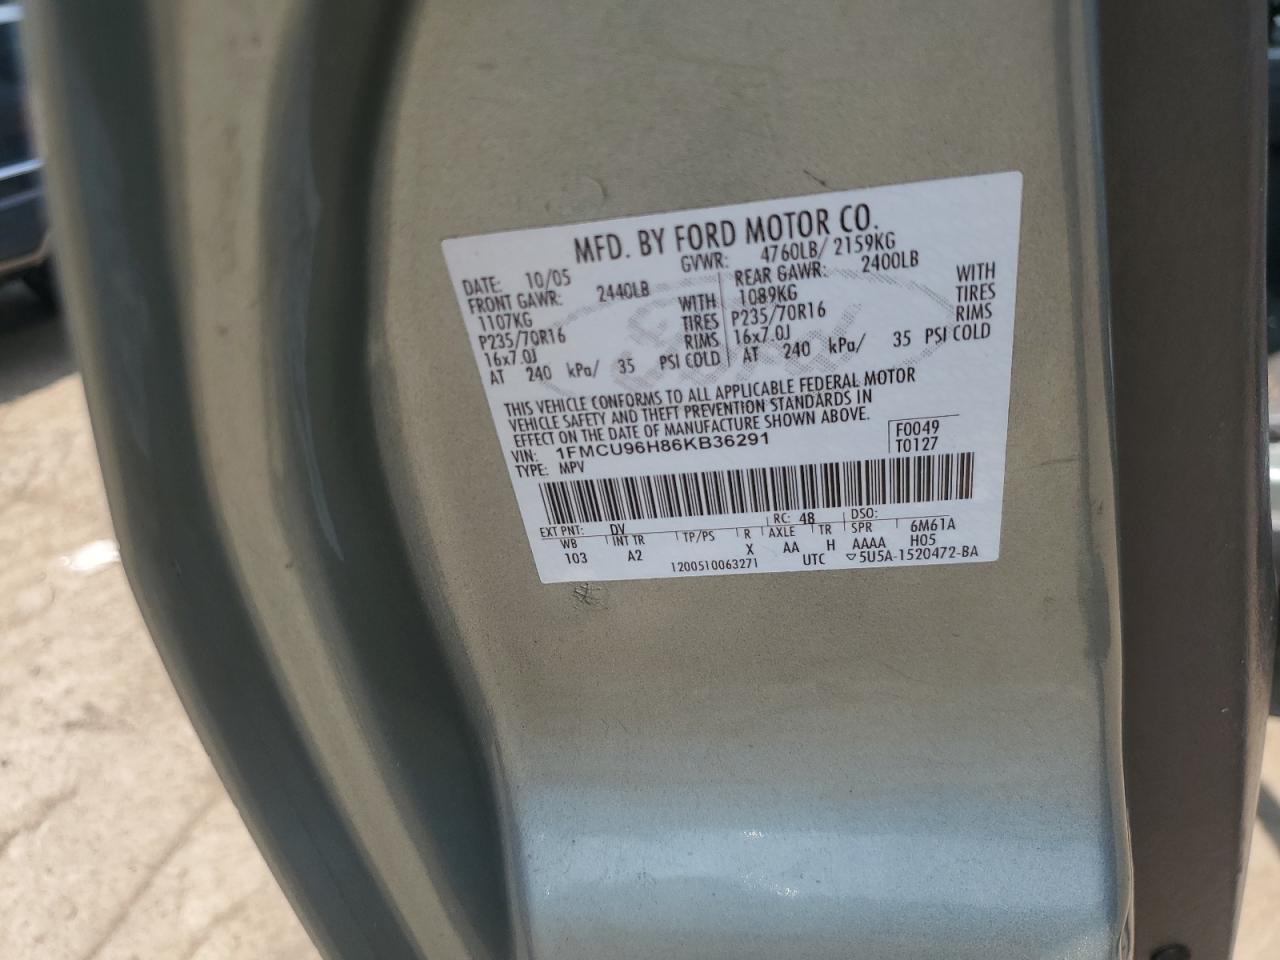 MFD. BY FORD MOTOR CO.
DATE: 10/05 GVWR: 4760LB/ 2159KG
FRONT GAWR: 2440LB REAR GAWR: 2400LB
1107KG WITH 1089KG WITH
P235/70R16 TIRES P235/70R16 TIRES
16x7.0J RIMS 16x7.0J RIMS
AT 240 kPa/ 35 PSI COLD AT 240 kPa/ 35 PSI COLD
THIS VEHICLE CONFORMS TO ALL APPLICABLE FEDERAL MOTOR
VEHICLE SAFETY AND THEFT PREVENTION STANDARDS IN
EFFECT ON THE DATE OF MANUFACTURE SHOWN ABOVE.
VIN: 1FMCU96H86KB36291 F0049
TYPE: MPV T0127
EXT PNT: DV RC: 48 DSO:
WB INT TR TP/PS R AXLE TR SPR 6M61A
103 A2 X AA H AAAA H05
1200510063271 UTC ▽5U5A-1520472-BA